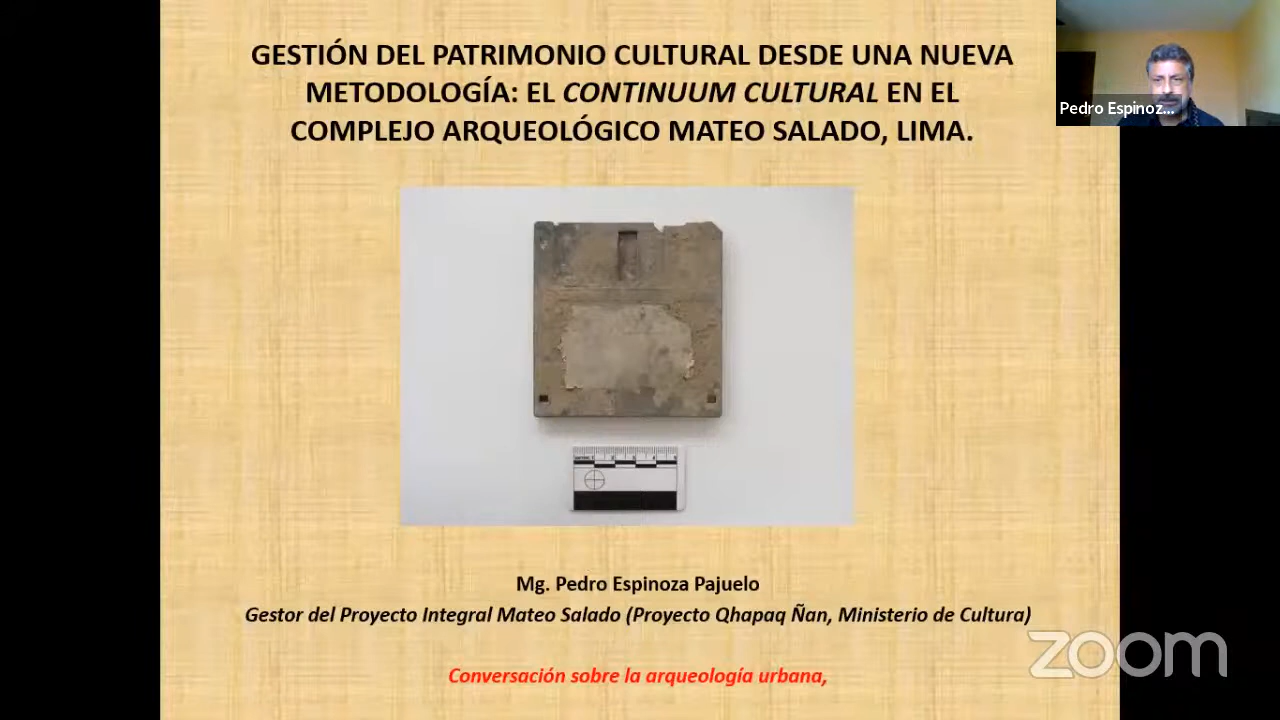 GESTIÓN DEL PATRIMONIO CULTURAL DESDE UNA NUEVA
METODOLOGÍA: EL CONTINUUM CULTURAL EN EL
COMPLEJO ARQUEOLÓGICO MATEO SALADO, LIMA.
Pedro Espinoz...
Mg. Pedro Espinoza Pajuelo
Gestor del Proyecto Integral Mateo Salado (Proyecto Qhapaq Ñan, Ministerio de Cultura)
zoom
Conversación sobre la arqueología urbana,